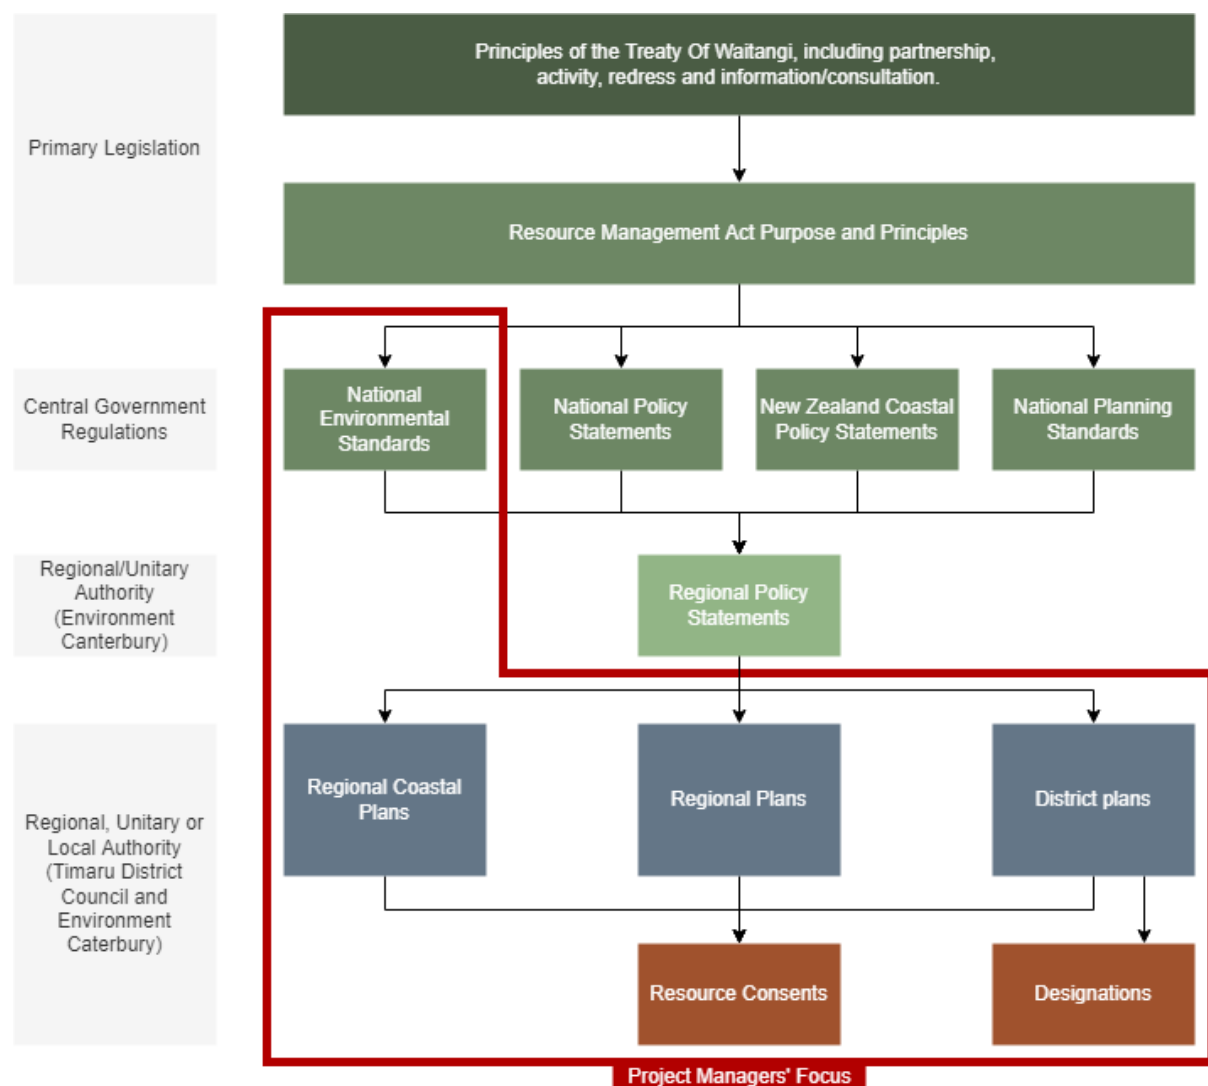 Principles of the Treaty Of Waitangi, including partnership,
activity, redress and information/consultation.
Primary Legislation
Resource Management Act Purpose and Principles
Central Government
Regulations
National
Environmental
Standards
National Policy
Statements
New Zealand Coastal
Policy Statements
National Planning
Standards
Regional/Unitary
Authority
(Environment
Canterbury)
Regional Policy
Statements
Regional, Unitary or
Local Authority
(Timaru District
Council and
Environment
Caterbury)
Regional Coastal
Plans
Regional Plans
District plans
Resource Consents
Designations
Project Managers' Focus